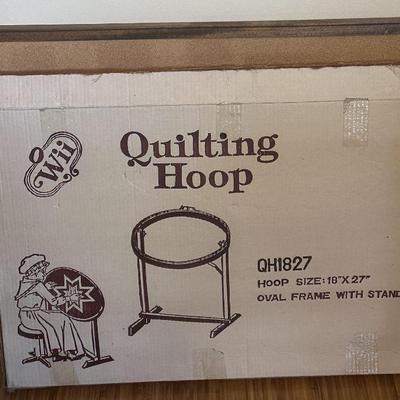 Wii
Quilting
Hoop
QH1827
HOOP SIZE: 18"X 27"
OVAL FRAME WITH STAND